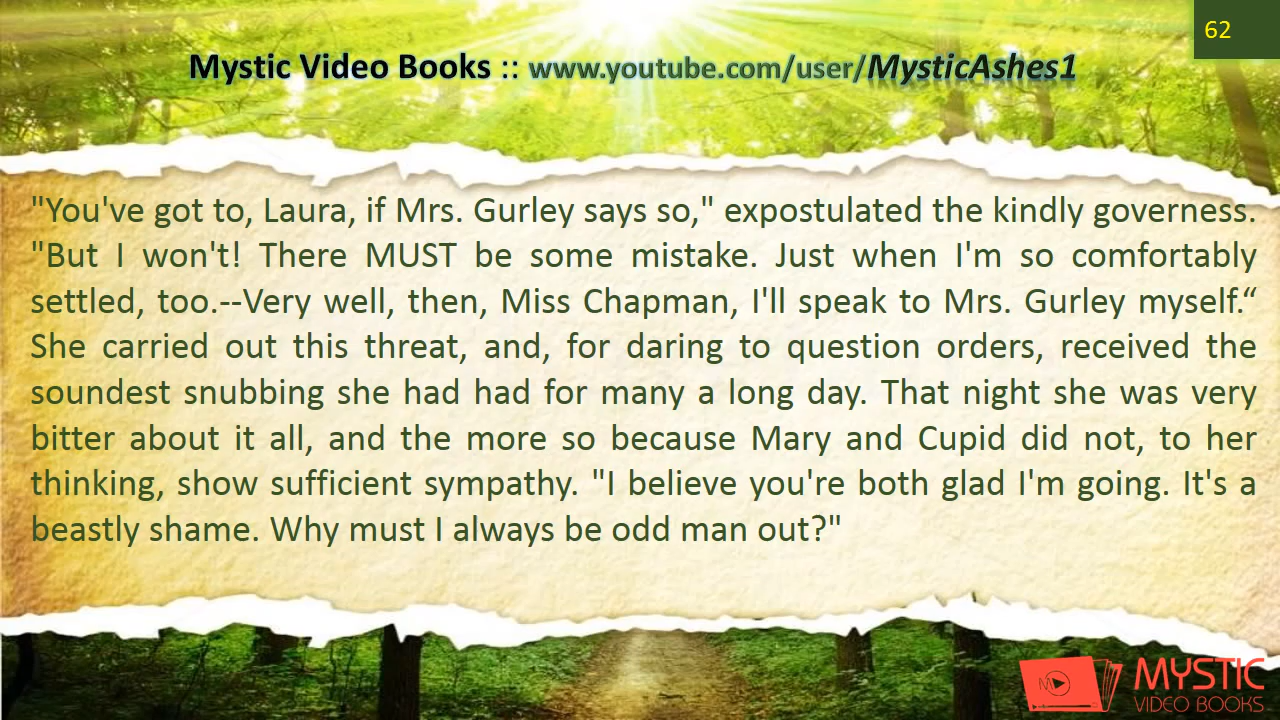 62
Mystic Video Books :: www.youtube.com/user/MysticAshes1
"You've got to, Laura, if Mrs. Gurley says so," expostulated the kindly governess.
"But I won't! There MUST be some mistake. Just when I'm so comfortably
settled, too.--Very well, then, Miss Chapman, I'll speak to Mrs. Gurley myself.“
She carried out this threat, and, for daring to question orders, received the
soundest snubbing she had had for many a long day. That night she was very
bitter about it all, and the more so because Mary and Cupid did not, to her
thinking, show sufficient sympathy. "I believe you're both glad I'm going. It's a
beastly shame. Why must I always be odd man out?"
MYSTIC
VIDEO BOOKS